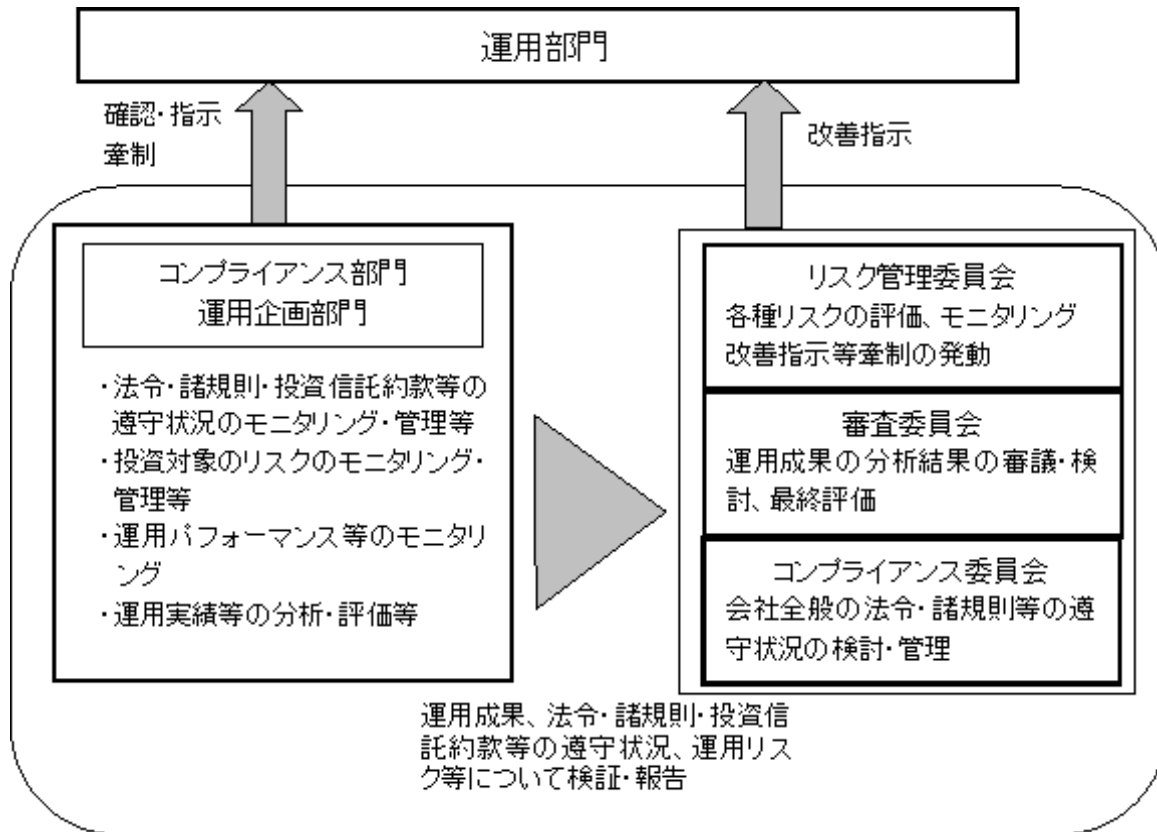 運用部門
確認・指示
牽制
改善指示
コンプライアンス部門
運用企画部門
・法令・諸規則・投資信託約款等の
遵守状況のモニタリング・管理等
・投資対象のリスクのモニタリング・
管理等
・運用パフォーマンス等のモニタリ
ング
・運用実績等の分析・評価等
リスク管理委員会
各種リスクの評価、モニタリング
改善指示等牽制の発動
審査委員会
運用成果の分析結果の審議・検
討、最終評価
コンプライアンス委員会
会社全般の法令・諸規則等の遵
守状況の検討・管理
運用成果、法令・諸規則・投資信
託約款等の遵守状況、運用リス
ク等について検証・報告